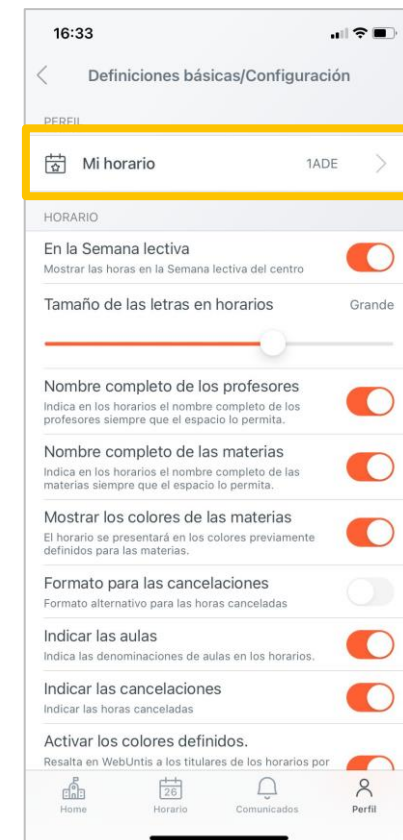 16:33
Definiciones básicas/Configuración
PERFIL
Mi horario 1ADE
HORARIO
En la Semana lectiva
Mostrar las horas en la Semana lectiva del centro
Tamaño de las letras en horarios Grande
Nombre completo de los profesores
Indica en los horarios el nombre completo de los
profesores siempre que el espacio lo permita.
Nombre completo de las materias
Indica en los horarios el nombre completo de las
materias siempre que el espacio lo permita.
Mostrar los colores de las materias
El horario se presentará en los colores previamente
definidos para las materias.
Formato para las cancelaciones
Formato alternativo para las horas canceladas
Indicar las aulas
Indica las denominaciones de aulas en los horarios.
Indicar las cancelaciones
Indicar las horas canceladas
Activar los colores definidos.
Resalta en WebUntis a los titulares de los horarios por
26
Home Horario Comunicados Perfil